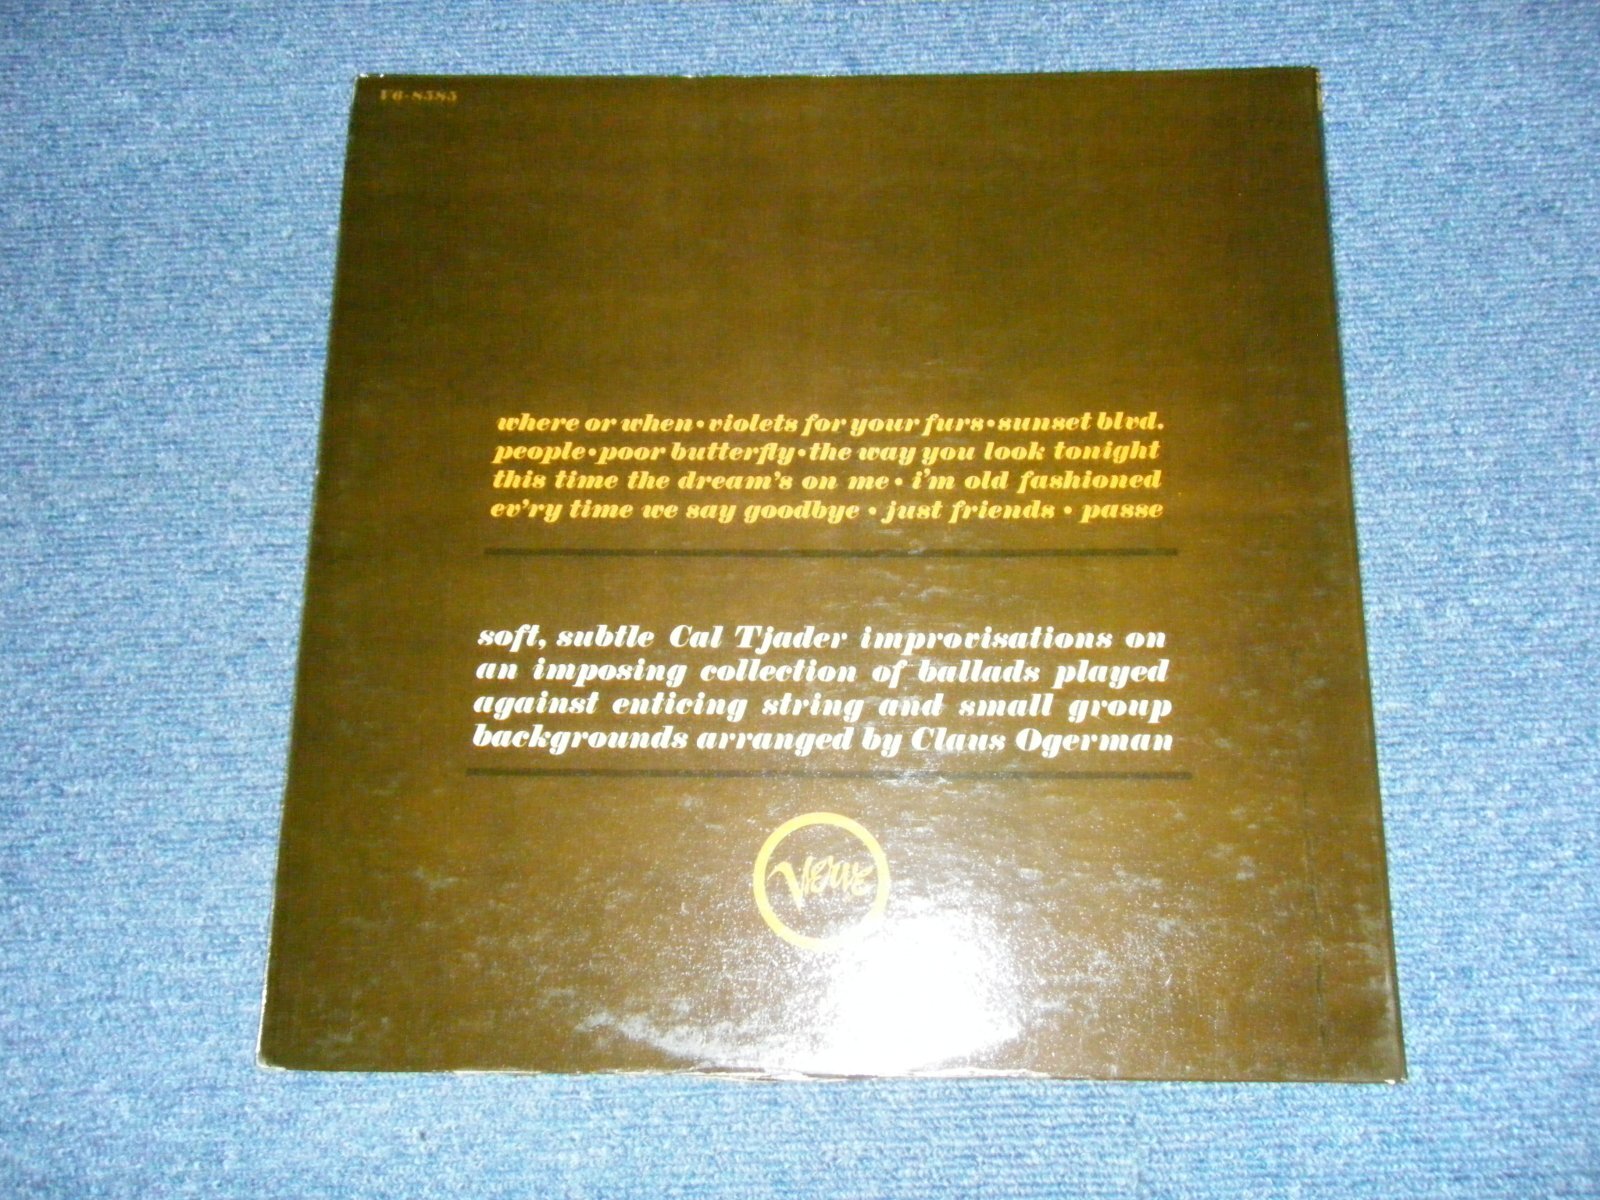 V6-8585
where or when • violets for your furs • sunset blvd.
people • poor butterfly • the way you look tonight
this time the dream's on me • i'm old fashioned
ev'ry time we say goodbye • just friends • passe
soft, subtle Cal Tjader improvisations on
an imposing collection of ballads played
against enticing string and small group
backgrounds arranged by Claus Ogerman
Verve